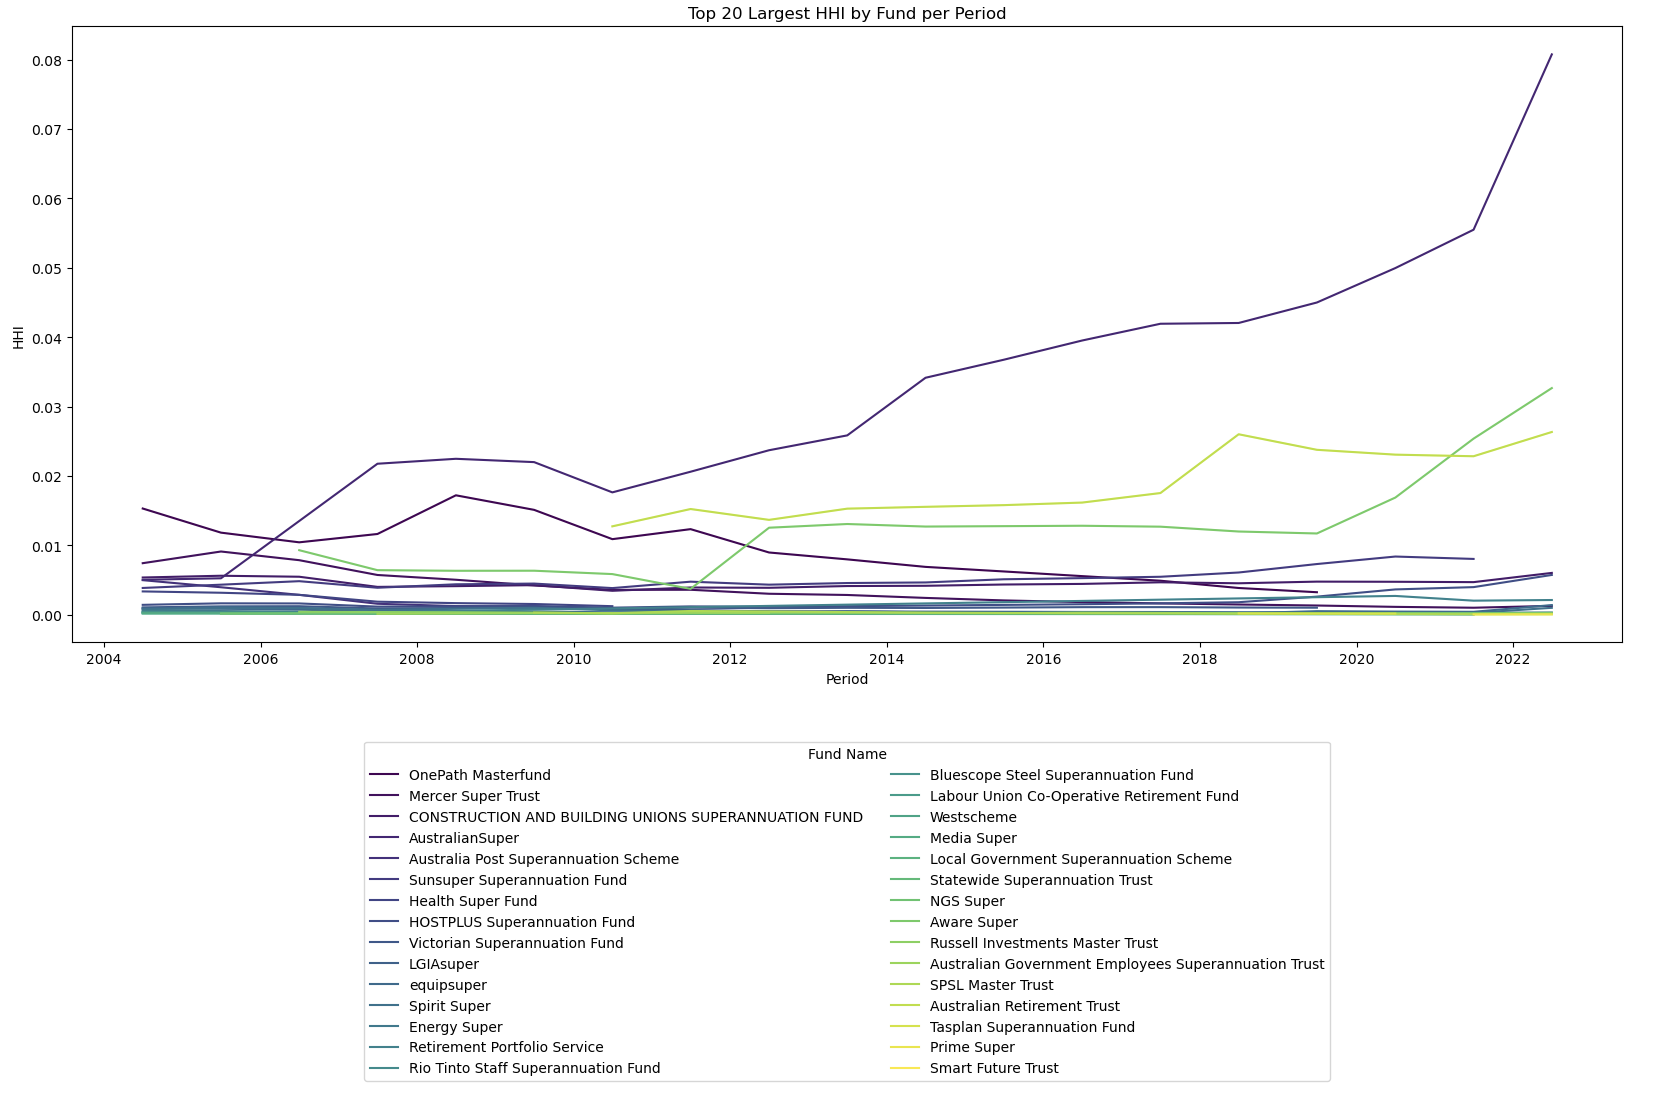 Top 20 Largest HHI by Fund per Period
0.08
0.07
0.06
0.05
0.04
0.03
0.02
0.01
0.00
HHI
2004 2006 2008 2010 2012 2014 2016 2018 2020 2022
Period
Fund Name
OnePath Masterfund
Mercer Super Trust
CONSTRUCTION AND BUILDING UNIONS SUPERANNUATION FUND
AustralianSuper
Australia Post Superannuation Scheme
Sunsuper Superannuation Fund
Health Super Fund
HOSTPLUS Superannuation Fund
Victorian Superannuation Fund
LGIAsuper
equipsuper
Spirit Super
Energy Super
Retirement Portfolio Service
Rio Tinto Staff Superannuation Fund
Bluescope Steel Superannuation Fund
Labour Union Co-Operative Retirement Fund
Westscheme
Media Super
Local Government Superannuation Scheme
Statewide Superannuation Trust
NGS Super
Aware Super
Russell Investments Master Trust
Australian Government Employees Superannuation Trust
SPSL Master Trust
Australian Retirement Trust
Tasplan Superannuation Fund
Prime Super
Smart Future Trust